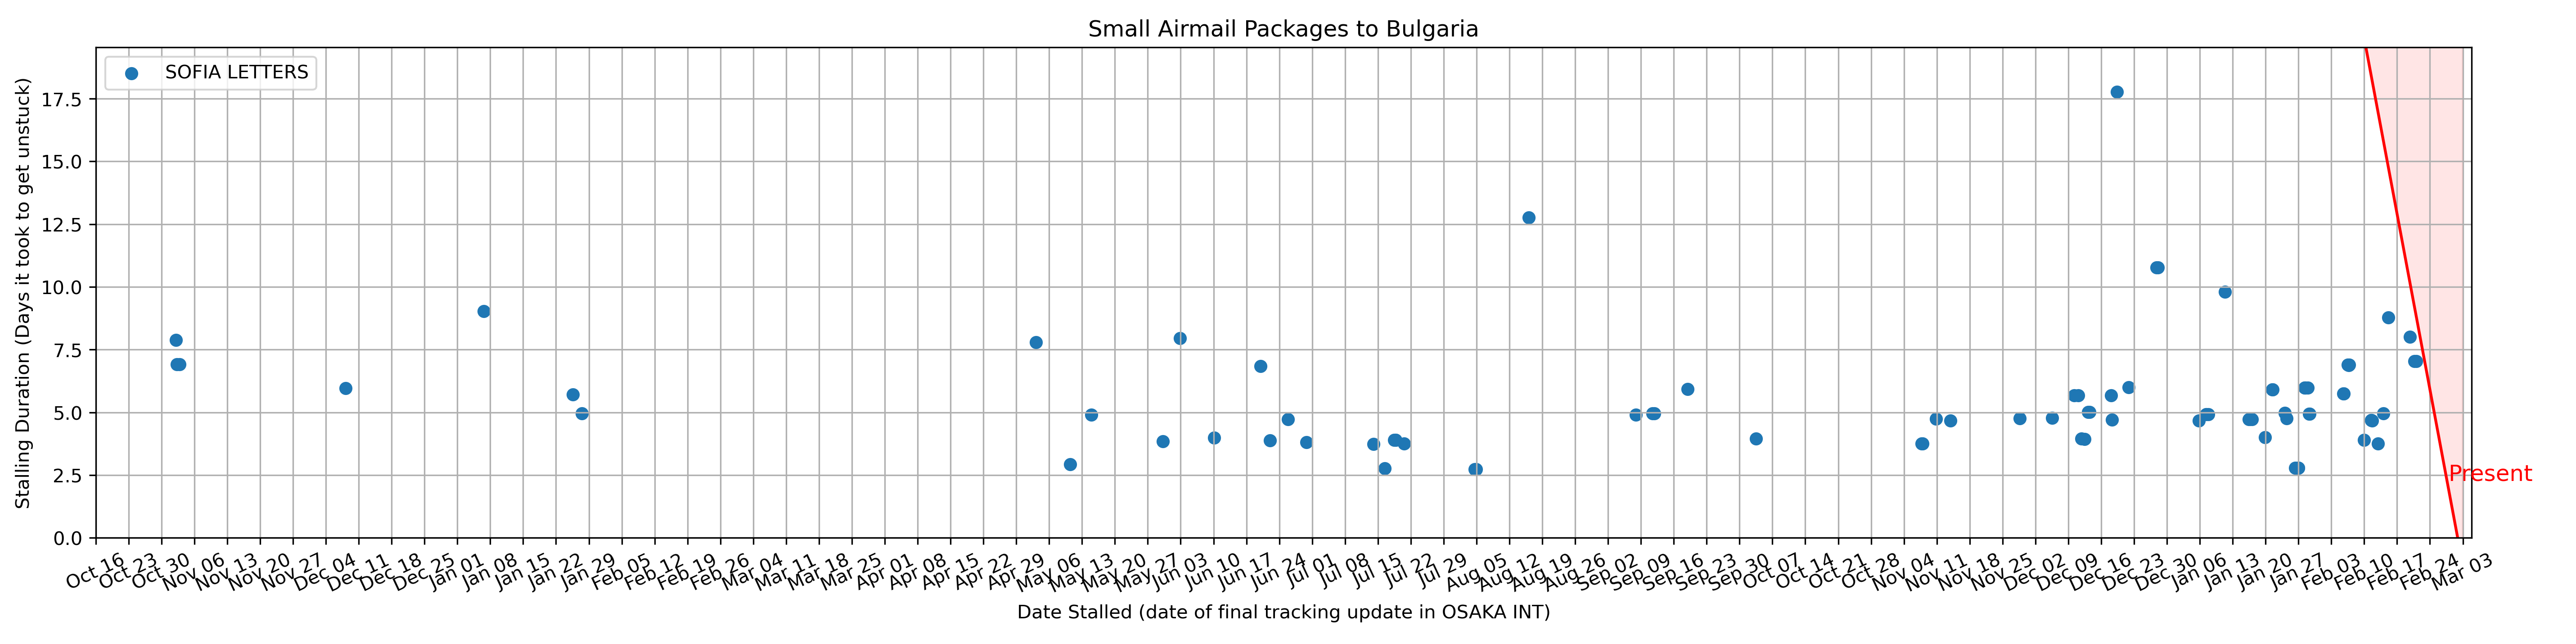 Small Airmail Packages to Bulgaria
SOFIA LETTERS
Stalling Duration (Days it took to get unstuck)
17.5
15.0
12.5
10.0
7.5
5.0
2.5
0.0
Present
Oct 16 Oct 23 Oct 30 Nov 06 Nov 13 Nov 20 Nov 27 Dec 04 Dec 11 Dec 18 Dec 25 Jan 01 Jan 08 Jan 15 Jan 22 Jan 29 Feb 05 Feb 12 Feb 19 Feb 26 Mar 04 Mar 11 Mar 18 Mar 25 Apr 01 Apr 08 Apr 15 Apr 22 Apr 29 May 06 May 13 May 20 May 27 Jun 03 Jun 10 Jun 17 Jun 24 Jul 01 Jul 08 Jul 15 Jul 22 Jul 29 Aug 05 Aug 12 Aug 19 Aug 26 Sep 02 Sep 09 Sep 16 Sep 23 Sep 30 Oct 07 Oct 14 Oct 21 Oct 28 Nov 04 Nov 11 Nov 18 Nov 25 Dec 02 Dec 09 Dec 16 Dec 23 Dec 30 Jan 06 Jan 13 Jan 20 Jan 27 Feb 03 Feb 10 Feb 17 Feb 24 Mar 03
Date Stalled (date of final tracking update in OSAKA INT)